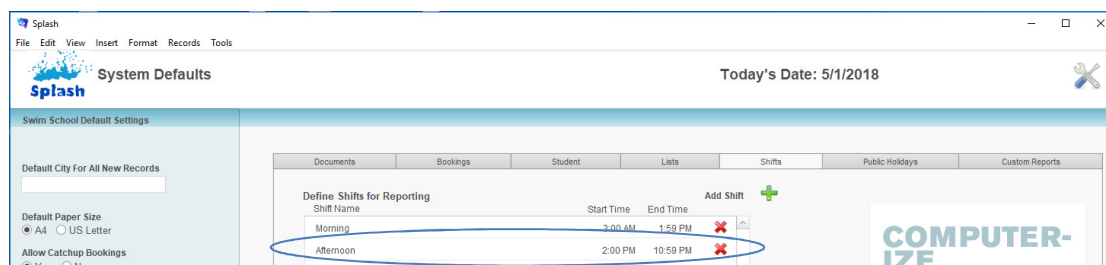 Splash
File Edit View Insert Format Records Tools
Splash
System Defaults
Today's Date: 5/1/2018
Swim School Default Settings
Default City For All New Records
Default Paper Size
A4 US Letter
Allow Catchup Bookings
Documents Bookings Student Lists Shifts Public Holidays Custom Reports
Define Shifts for Reporting
Add Shift
Shift Name Start Time End Time
Morning 3:00 AM 1:59 PM
Afternoon 2:00 PM 10:59 PM
COMPUTER-
IZE